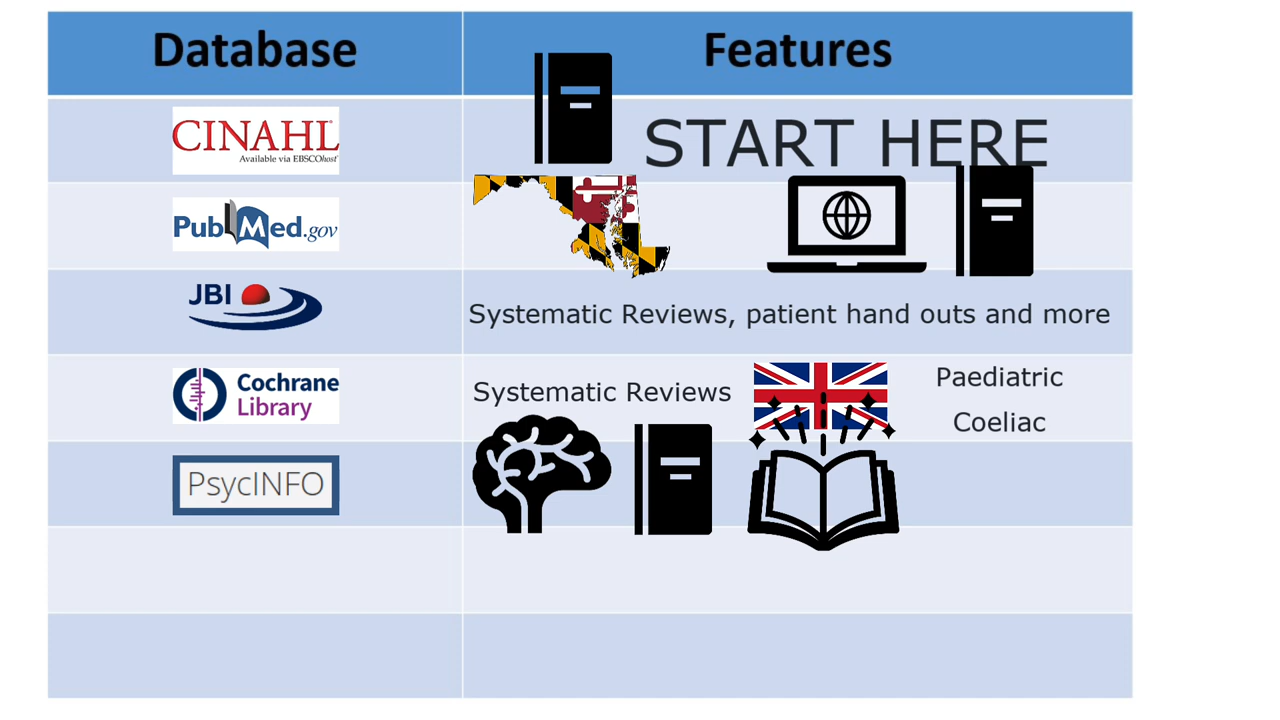 Database Features
CINAHL START HERE
Available via EBSCOhost
PubMed.gov
JBI
Systematic Reviews, patient hand outs and more
Cochrane
Library
Systematic Reviews
Paediatric
Coeliac
PsycINFO